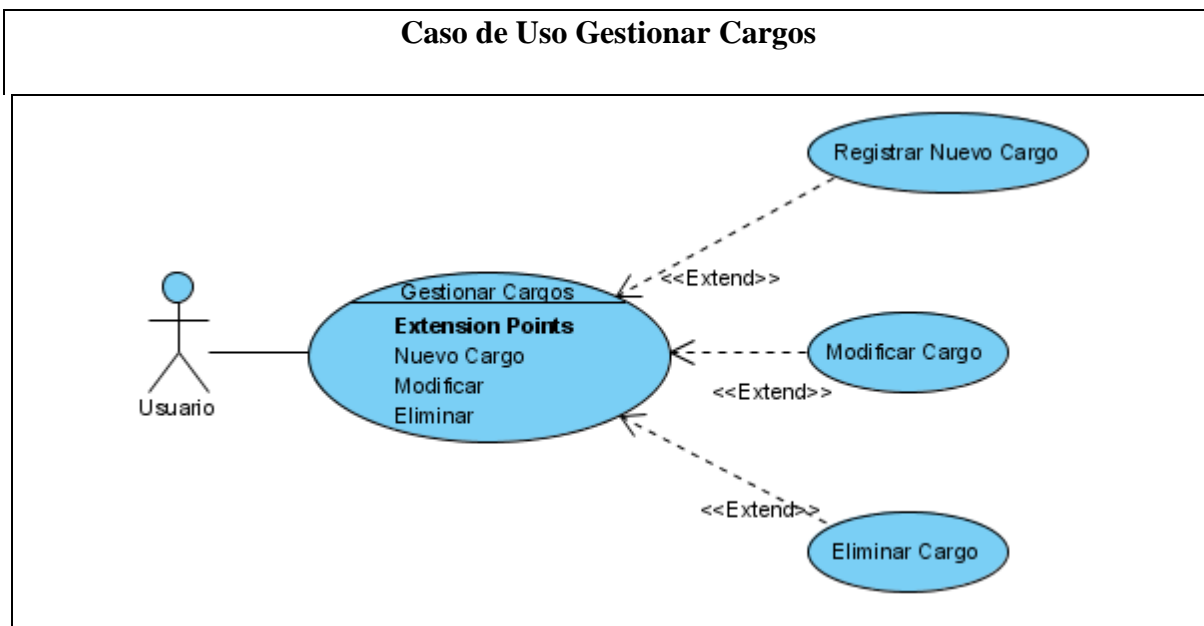 Caso de Uso Gestionar Cargos
Registrar Nuevo Cargo
<<Extend>>
Gestionar Cargos
Extension Points
Nuevo Cargo
Modificar
Eliminar
Usuario
Modificar Cargo
<<Extend>>
<<Extend>>
Eliminar Cargo